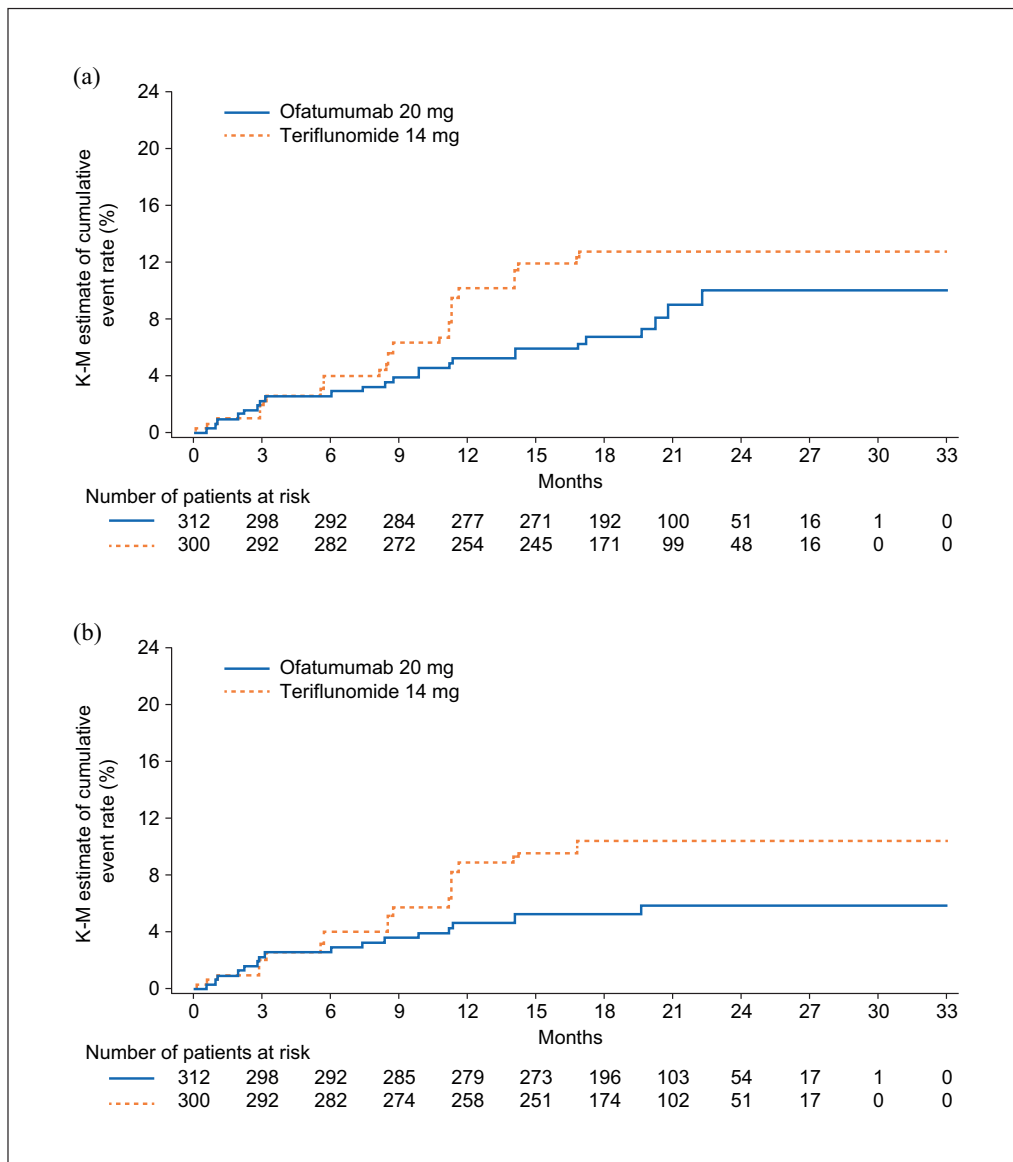 (a)
24
20
16
12
8
4
0
K-M estimate of cumulative
event rate (%)
Ofatumumab 20 mg
Teriflunomide 14 mg
0 3 6 9 12 15 18 21 24 27 30 33
Months
Number of patients at risk
312 298 292 284 277 271 192 100 51 16 1 0
300 292 282 272 254 245 171 99 48 16 0 0
(b)
24
20
16
12
8
4
0
K-M estimate of cumulative
event rate (%)
Ofatumumab 20 mg
Teriflunomide 14 mg
0 3 6 9 12 15 18 21 24 27 30 33
Months
Number of patients at risk
312 298 292 285 279 273 196 103 54 17 1 0
300 292 282 274 258 251 174 102 51 17 0 0